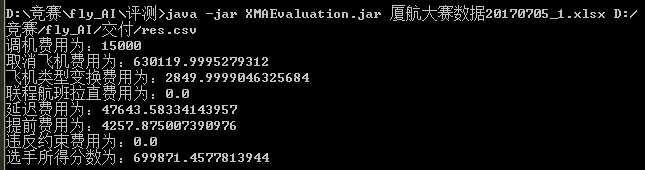 D:\竞赛\fly_AI\评测>java -jar XMAEvaluation.jar 厦航大赛数据20170705_1.xlsx D:/
竞赛/fly_AI/交付/res.csv
调机费用为：15000
取消飞机费用为：630119.9995279312
飞机类型变换费用为：2849.9999046325684
联程航班拉直费用为：0.0
延迟费用为：47643.58334143957
提前费用为：4257.875007390976
违反约束费用为：0.0
选手所得分数为：699871.4577813944